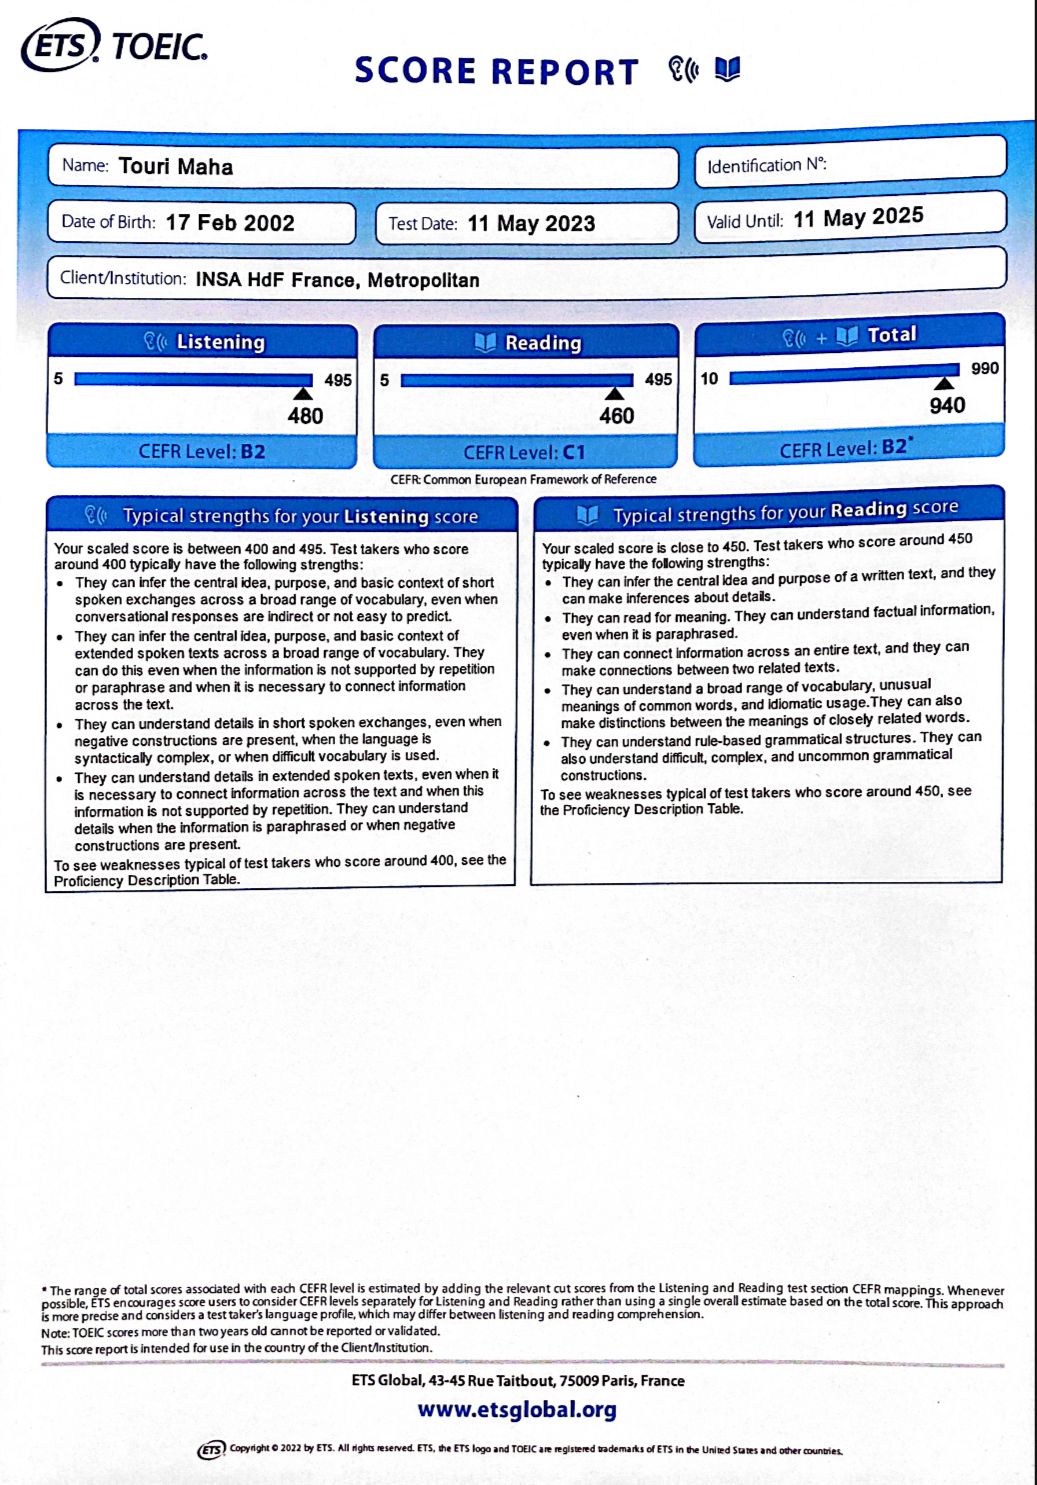 ETS® TOEIC®
SCORE REPORT
Name: Touri Maha
Identification N°:
Date of Birth: 17 Feb 2002
Test Date: 11 May 2023
Valid Until: 11 May 2025
Client/Institution: INSA HdF France, Metropolitan
Listening
5 495
480
CEFR Level: B2
Reading
5 495
460
CEFR Level: C1
+ Total
10 990
940
CEFR Level: B2*
CEFR: Common European Framework of Reference
Typical strengths for your Listening score
Your scaled score is between 400 and 495. Test takers who score
around 400 typically have the following strengths:
• They can infer the central idea, purpose, and basic context of short
spoken exchanges across a broad range of vocabulary, even when
conversational responses are indirect or not easy to predict.
• They can infer the central idea, purpose, and basic context of
extended spoken texts across a broad range of vocabulary. They
can do this even when the information is not supported by repetition
or paraphrase and when it is necessary to connect information
across the text.
• They can understand details in short spoken exchanges, even when
negative constructions are present, when the language is
syntactically complex, or when difficult vocabulary is used.
• They can understand details in extended spoken texts, even when it
is necessary to connect information across the text and when this
information is not supported by repetition. They can understand
details when the information is paraphrased or when negative
constructions are present.
To see weaknesses typical of test takers who score around 400, see the
Proficiency Description Table.
Typical strengths for your Reading score
Your scaled score is close to 450. Test takers who score around 450
typically have the following strengths:
• They can infer the central idea and purpose of a written text, and they
can make inferences about details.
• They can read for meaning. They can understand factual information,
even when it is paraphrased.
• They can connect information across an entire text, and they can
make connections between two related texts.
• They can understand a broad range of vocabulary, unusual
meanings of common words, and idiomatic usage.They can also
make distinctions between the meanings of closely related words.
• They can understand rule-based grammatical structures. They can
also understand difficult, complex, and uncommon grammatical
constructions.
To see weaknesses typical of test takers who score around 450, see
the Proficiency Description Table.
* The range of total scores associated with each CEFR level is estimated by adding the relevant cut scores from the Listening and Reading test section CEFR mappings. Whenever
possible, ETS encourages score users to consider CEFR levels separately for Listening and Reading rather than using a single overall estimate based on the total score. This approach
is more precise and considers a test taker's language profile, which may differ between listening and reading comprehension.
Note: TOEIC scores more than two years old cannot be reported or validated.
This score report is intended for use in the country of the Client/Institution.
ETS Global, 43-45 Rue Taitbout, 75009 Paris, France
www.etsglobal.org
ETS® Copyright © 2022 by ETS. All rights reserved. ETS, the ETS logo and TOEIC are registered trademarks of ETS in the United States and other countries.